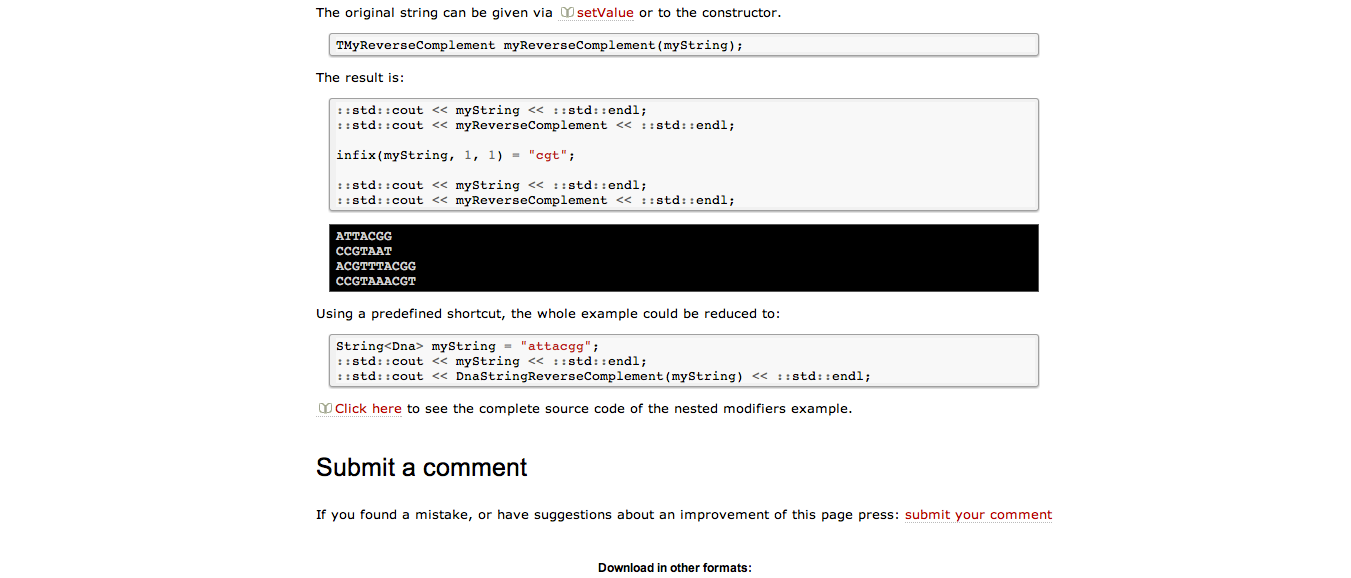 The original string can be given via setValue or to the constructor.
TMyReverseComplement myReverseComplement(myString);
The result is:
::std::cout << myString << ::std::endl;
::std::cout << myReverseComplement << ::std::endl;
infix(myString, 1, 1) = "cgt";
::std::cout << myString << ::std::endl;
::std::cout << myReverseComplement << ::std::endl;
ATTACGG
CCGTAAT
ACGTTTACGG
CCGTAAACGT
Using a predefined shortcut, the whole example could be reduced to:
String<Dna> myString = "attacgg";
::std::cout << myString << ::std::endl;
::std::cout << DnaStringReverseComplement(myString) << ::std::endl;
Click here to see the complete source code of the nested modifiers example.
Submit a comment
If you found a mistake, or have suggestions about an improvement of this page press: submit your comment
Download in other formats: